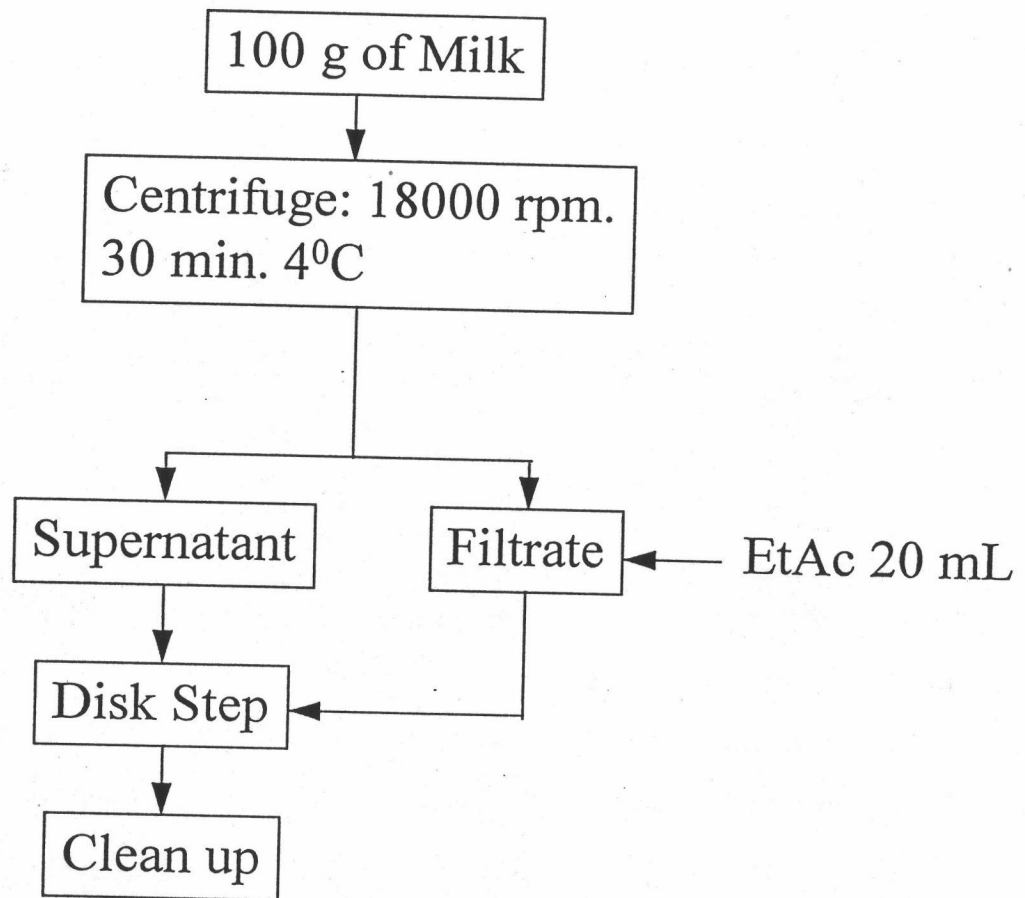 100 g of Milk
Centrifuge: 18000 rpm.
30 min. 4⁰C
Supernatant
Filtrate
EtAc 20 mL
Disk Step
Clean up